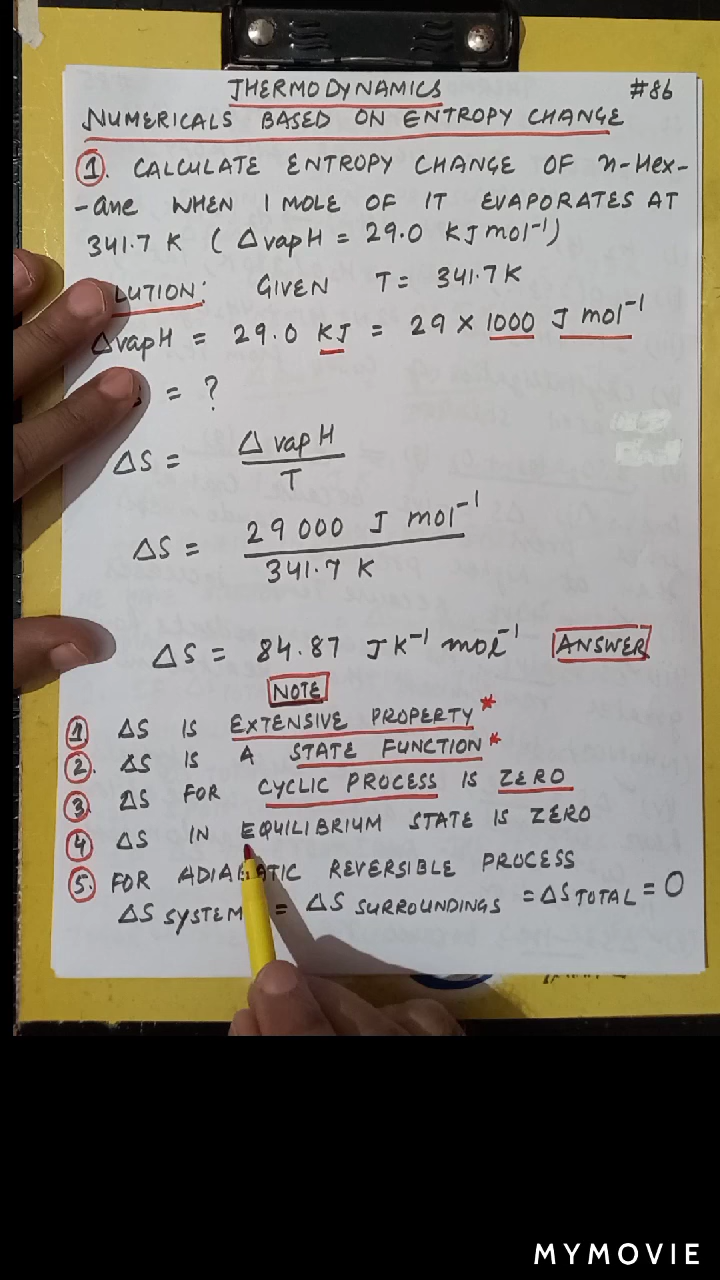 THERMODYNAMICS #86
NUMERICALS BASED ON ENTROPY CHANGE
1. CALCULATE ENTROPY CHANGE OF n-Hex-
-ane WHEN 1 MOLE OF IT EVAPORATES AT
341.7 K ( ΔvapH = 29.0 KJ mol⁻¹)
LUTION: GIVEN T = 341.7 K
ΔvapH = 29.0 KJ = 29 × 1000 J mol⁻¹
= ?
ΔS = ΔvapH / T
ΔS = 29000 J mol⁻¹ / 341.7 K
ΔS = 84.87 JK⁻¹ mol⁻¹ ANSWER
NOTE
1 ΔS IS EXTENSIVE PROPERTY *
2. ΔS IS A STATE FUNCTION *
3. ΔS FOR CYCLIC PROCESS IS ZERO
4 ΔS IN EQUILIBRIUM STATE IS ZERO
5. FOR ADIABATIC REVERSIBLE PROCESS
ΔS SYSTEM = ΔS SURROUNDINGS = ΔS TOTAL = 0
MYMOVIE